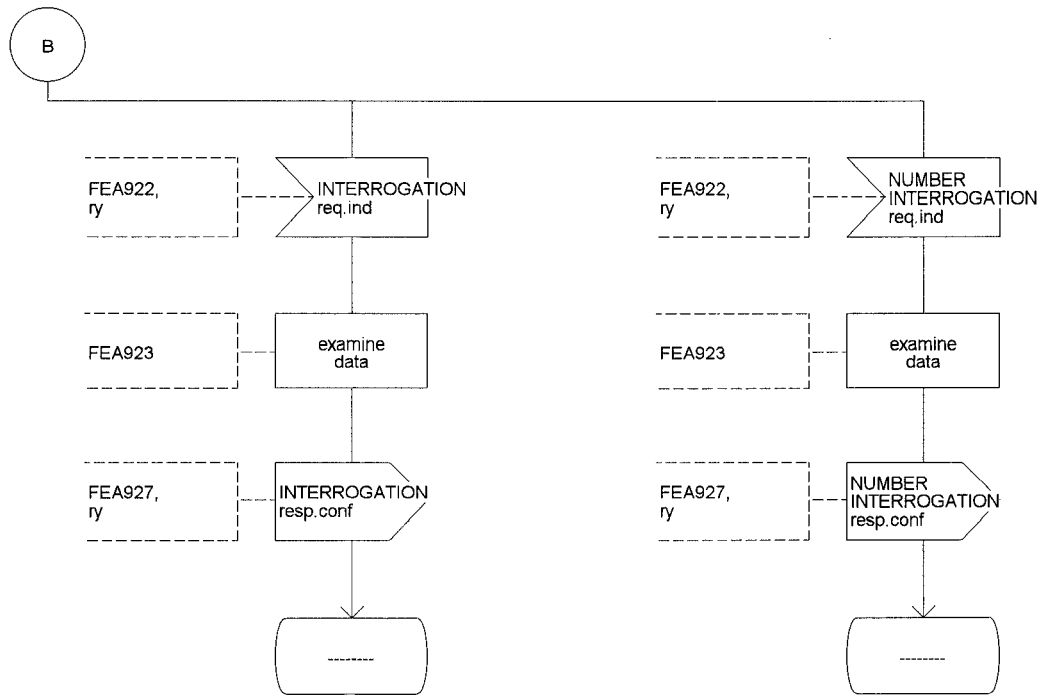 B
FEA922,
ry
INTERROGATION
req.ind
FEA922,
ry
NUMBER
INTERROGATION
req.ind
FEA923
examine
data
FEA923
examine
data
FEA927,
ry
INTERROGATION
resp.conf
FEA927,
ry
NUMBER
INTERROGATION
resp.conf